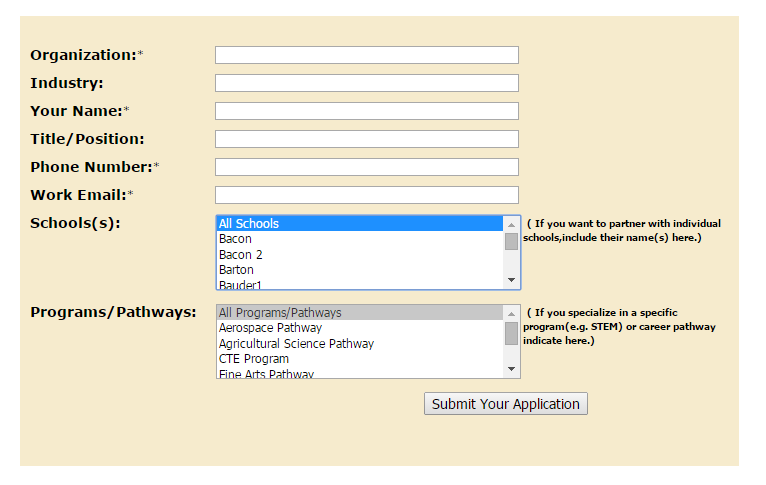 Organization:*
Industry:
Your Name:*
Title/Position:
Phone Number:*
Work Email:*
Schools(s):
All Schools
Bacon
Bacon 2
Barton
Bauder1
( If you want to partner with individual
schools,include their name(s) here.)
Programs/Pathways:
All Programs/Pathways
Aerospace Pathway
Agricultural Science Pathway
CTE Program
Fine Arts Pathway
( If you specialize in a specific
program(e.g. STEM) or career pathway
indicate here.)
Submit Your Application